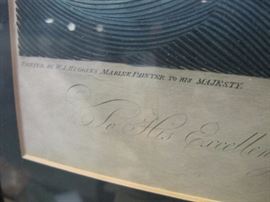 PAINTED BY W. J. HUGGINS MARINE PAINTER TO HIS MAJESTY.
To His Excellen